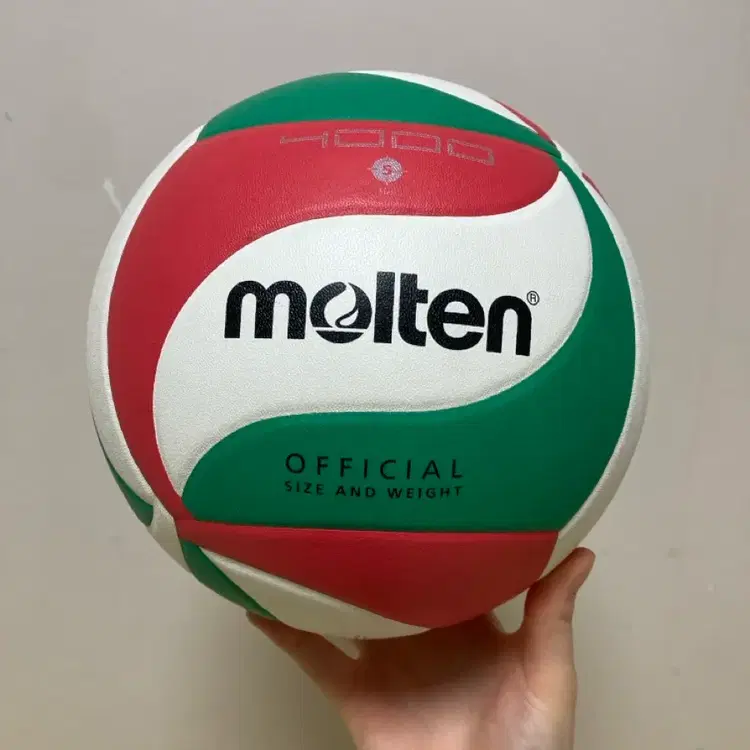 4000
5
molten®
OFFICIAL
SIZE AND WEIGHT